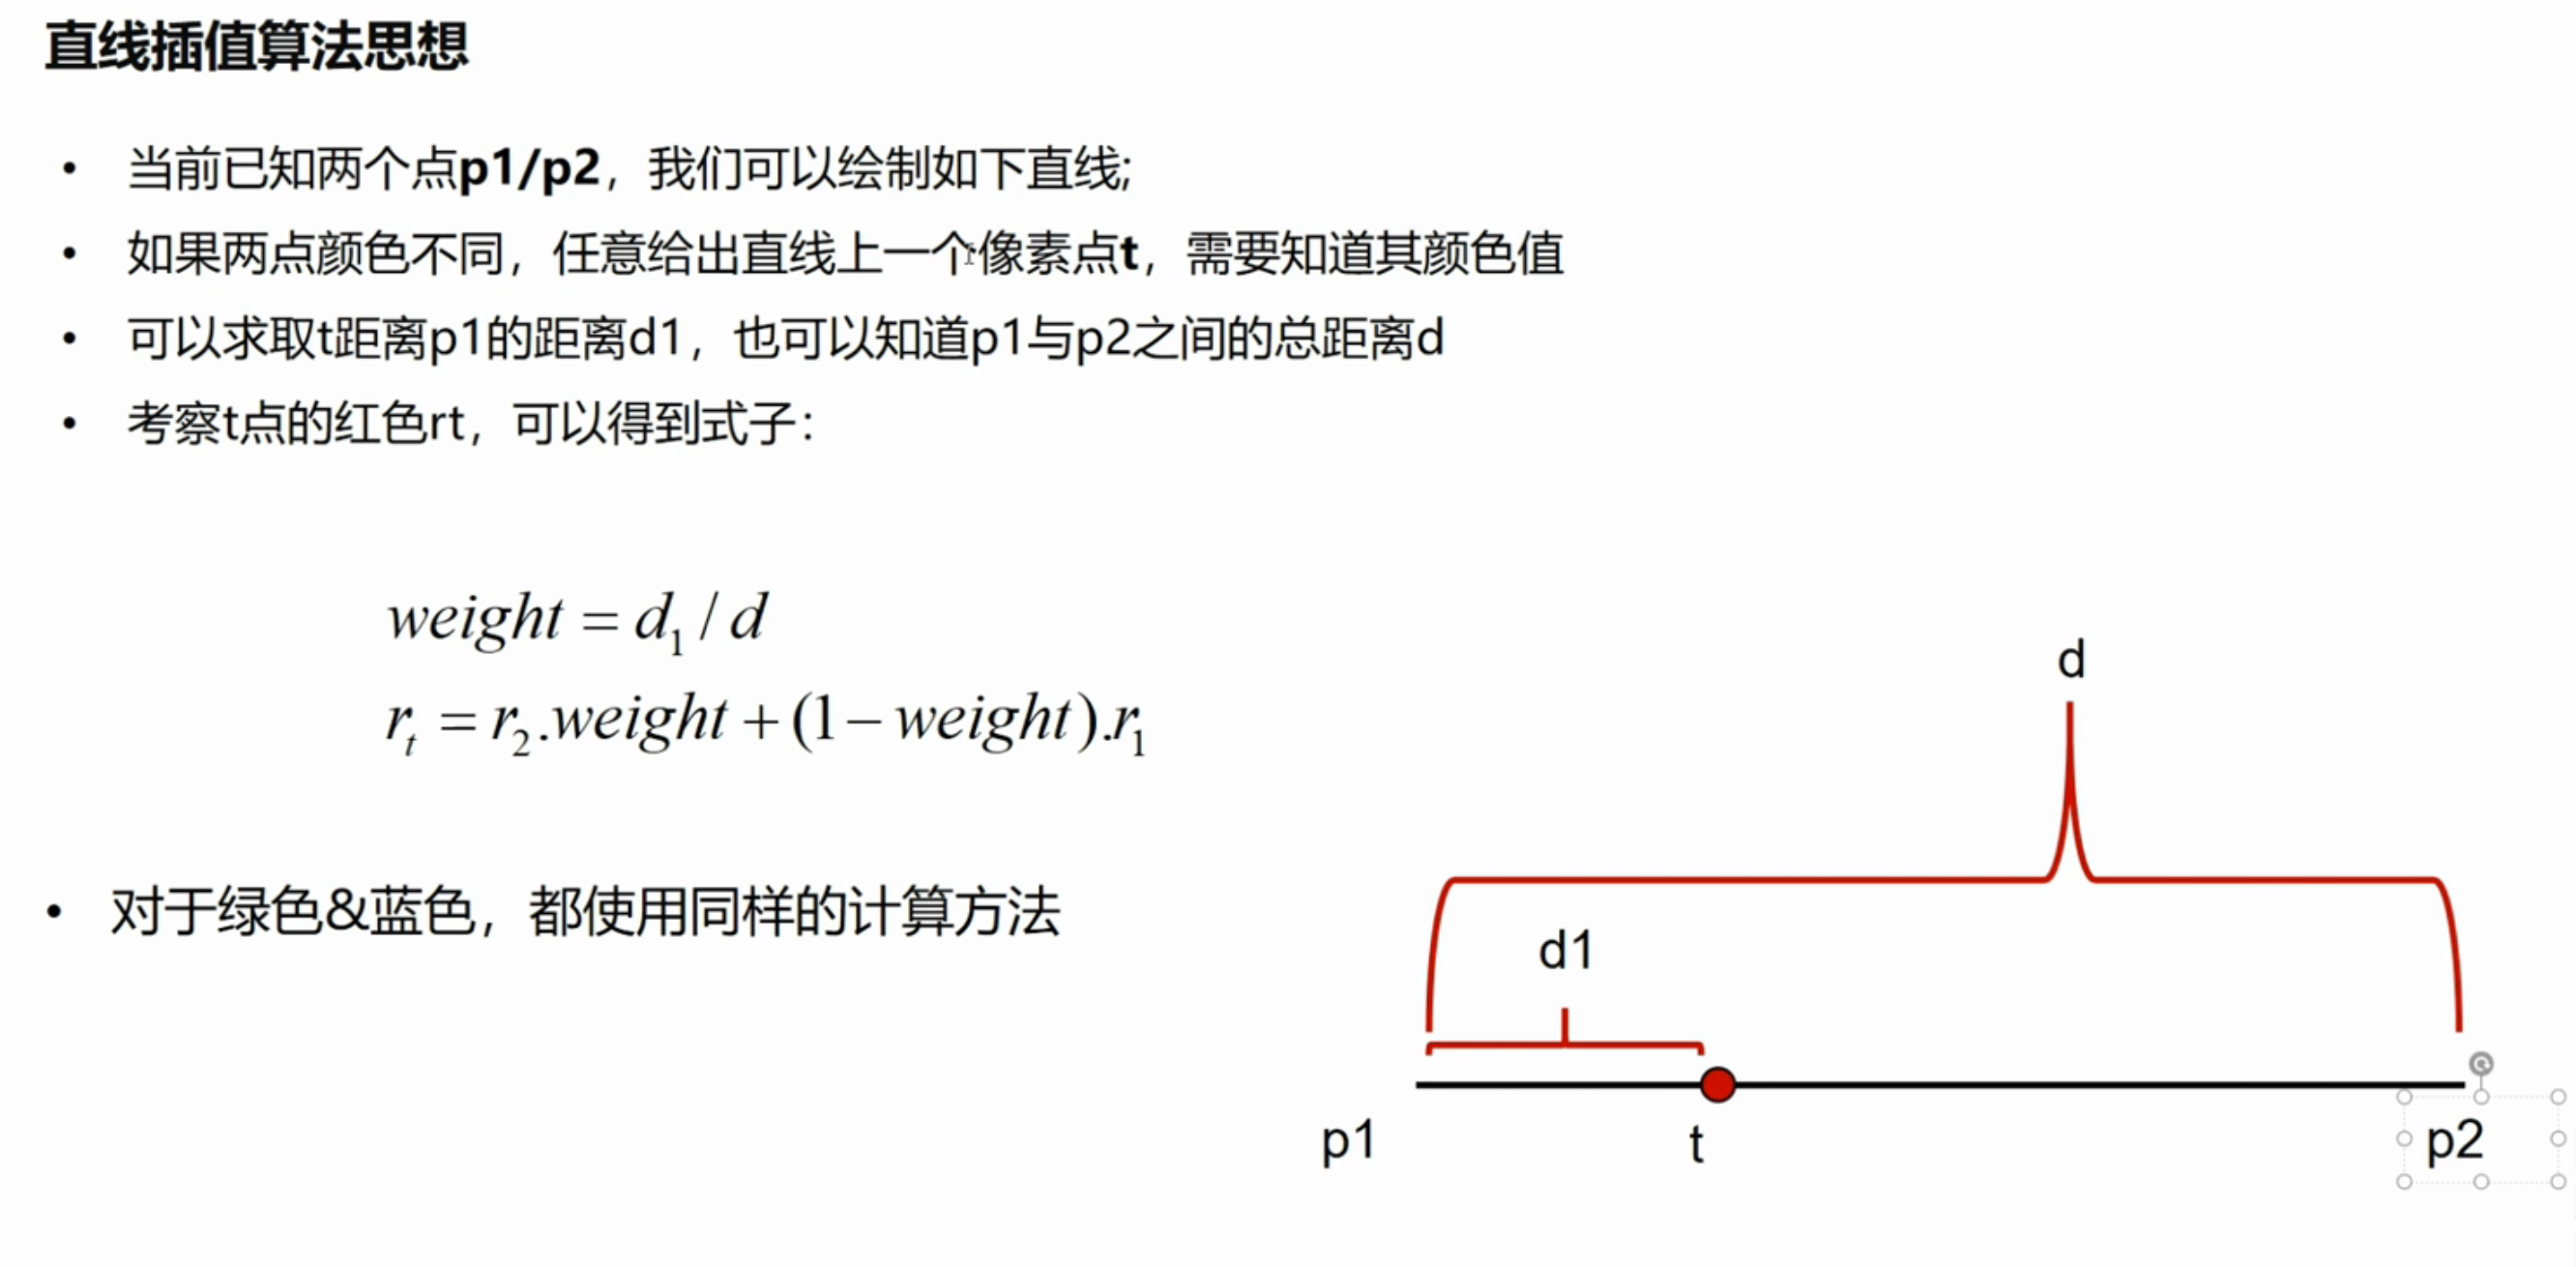 直线插值算法思想
• 当前已知两个点p1/p2，我们可以绘制如下直线;
• 如果两点颜色不同，任意给出直线上一个像素点t，需要知道其颜色值
• 可以求取t距离p1的距离d1，也可以知道p1与p2之间的总距离d
• 考察t点的红色rt，可以得到式子：
weight = d₁ / d
rₜ = r₂.weight + (1 − weight).r₁
• 对于绿色&蓝色，都使用同样的计算方法
d
d1
p1
t
p2